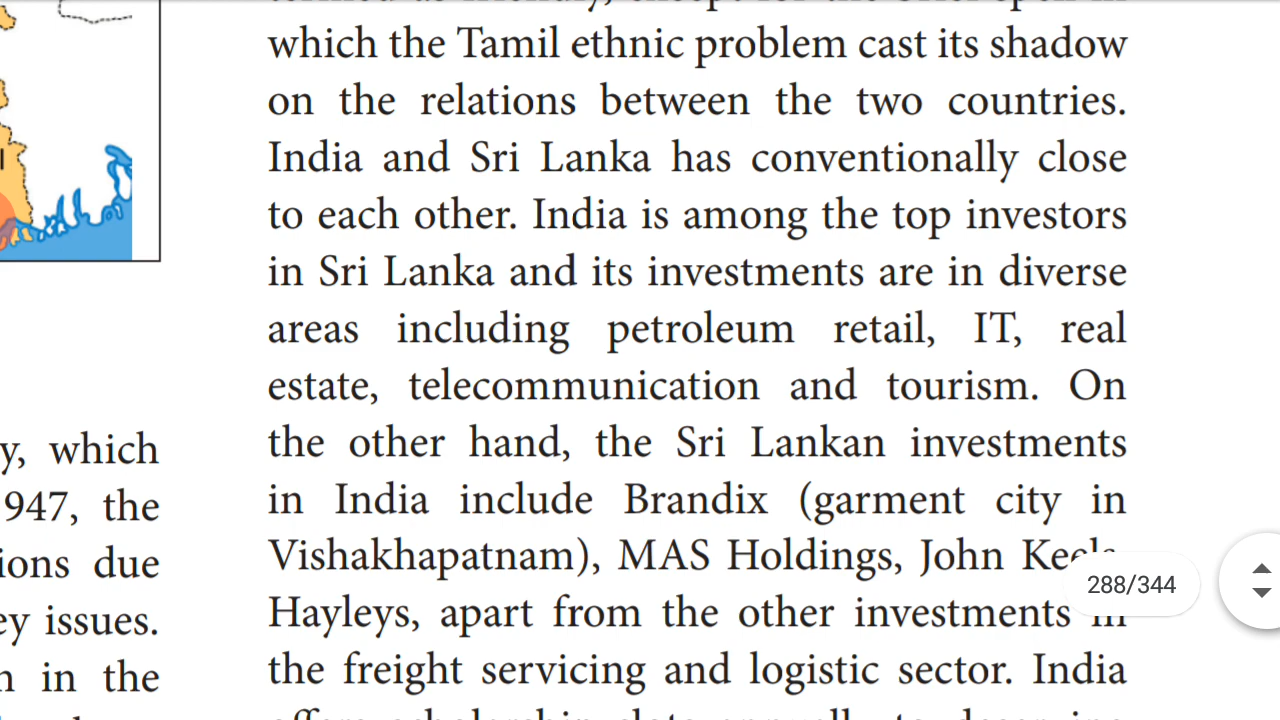 y, which
947, the
ions due
ey issues.
in the
which the Tamil ethnic problem cast its shadow
on the relations between the two countries.
India and Sri Lanka has conventionally close
to each other. India is among the top investors
in Sri Lanka and its investments are in diverse
areas including petroleum retail, IT, real
estate, telecommunication and tourism. On
the other hand, the Sri Lankan investments
in India include Brandix (garment city in
Vishakhapatnam), MAS Holdings, John Keels,
Hayleys, apart from the other investments in
the freight servicing and logistic sector. India
288/344